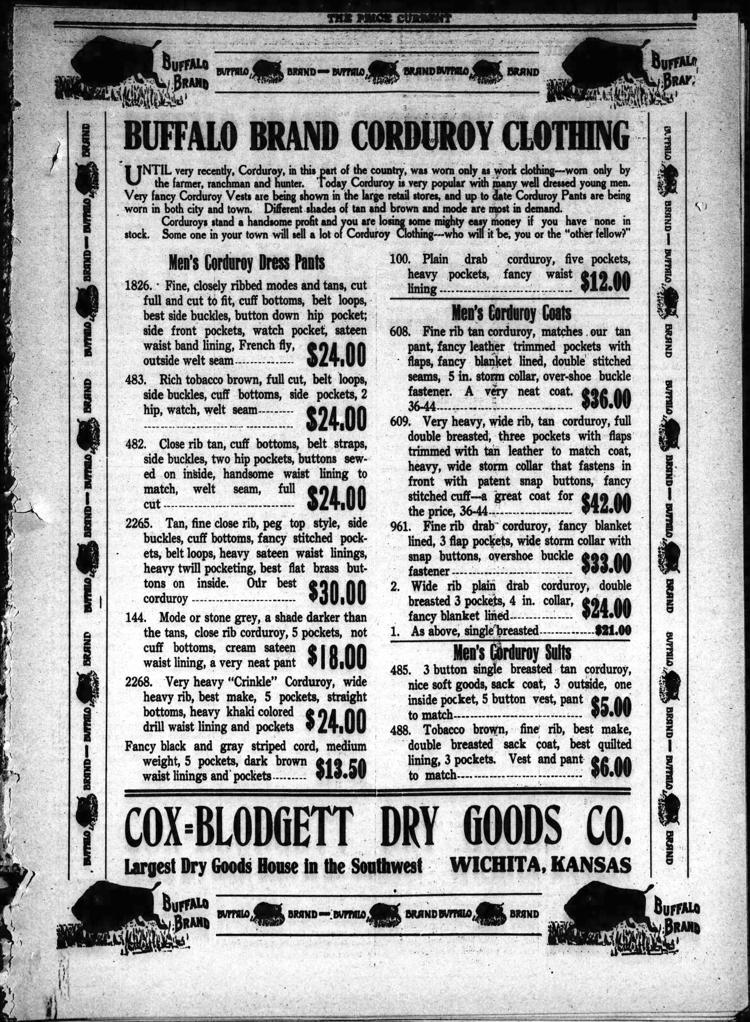 THE PRICE CURRENT
BUFFALO BRAND
BUFFALO BRAND — BUFFALO BRAND BUFFALO BRAND
BUFFALO BRAND
BUFFALO BRAND CORDUROY CLOTHING
UNTIL very recently, Corduroy, in this part of the country, was worn only as work clothing—worn only by
the farmer, ranchman and hunter. Today Corduroy is very popular with many well dressed young men.
Very fancy Corduroy Vests are being shown in the large retail stores, and up to date Corduroy Pants are being
worn in both city and town. Different shades of tan and brown and mode are most in demand.
Corduroys stand a handsome profit and you are losing some mighty easy money if you have none in
stock. Some one in your town will sell a lot of Corduroy Clothing—who will it be, you or the "other fellow?"
Men's Corduroy Dress Pants
1826. Fine, closely ribbed modes and tans, cut
full and cut to fit, cuff bottoms, belt loops,
best side buckles, button down hip pocket;
side front pockets, watch pocket, sateen
waist band lining, French fly,
outside welt seam $24.00
483. Rich tobacco brown, full cut, belt loops,
side buckles, cuff bottoms, side pockets, 2
hip, watch, welt seam
$24.00
482. Close rib tan, cuff bottoms, belt straps,
side buckles, two hip pockets, buttons sew-
ed on inside, handsome waist lining to
match, welt seam, full
cut $24.00
2265. Tan, fine close rib, peg top style, side
buckles, cuff bottoms, fancy stitched pock-
ets, belt loops, heavy sateen waist linings,
heavy twill pocketing, best flat brass but-
tons on inside. Our best
corduroy $30.00
144. Mode or stone grey, a shade darker than
the tans, close rib corduroy, 5 pockets, not
cuff bottoms, cream sateen
waist lining, a very neat pant $18.00
2268. Very heavy "Crinkle" Corduroy, wide
heavy rib, best make, 5 pockets, straight
bottoms, heavy khaki colored
drill waist lining and pockets $24.00
Fancy black and gray striped cord, medium
weight, 5 pockets, dark brown
waist linings and pockets $13.50
100. Plain drab corduroy, five pockets,
heavy pockets, fancy waist
lining $12.00
Men's Corduroy Coats
608. Fine rib tan corduroy, matches our tan
pant, fancy leather trimmed pockets with
flaps, fancy blanket lined, double stitched
seams, 5 in. storm collar, over-shoe buckle
fastener. A very neat coat.
36-44 $36.00
609. Very heavy, wide rib, tan corduroy, full
double breasted, three pockets with flaps
trimmed with tan leather to match coat,
heavy, wide storm collar that fastens in
front with patent snap buttons, fancy
stitched cuff—a great coat for
the price, 36-44 $42.00
961. Fine rib drab corduroy, fancy blanket
lined, 3 flap pockets, wide storm collar with
snap buttons, overshoe buckle
fastener $33.00
2. Wide rib plain drab corduroy, double
breasted 3 pockets, 4 in. collar,
fancy blanket lined $24.00
1. As above, single breasted $21.00
Men's Corduroy Suits
485. 3 button single breasted tan corduroy,
nice soft goods, sack coat, 3 outside, one
inside pocket, 5 button vest, pant
to match $5.00
488. Tobacco brown, fine rib, best make,
double breasted sack coat, best quilted
lining, 3 pockets. Vest and pant
to match $6.00
BUFFALO BRAND — BUFFALO BRAND — BUFFALO BRAND — BUFFALO BRAND
BUFFALO BRAND — BUFFALO BRAND — BUFFALO BRAND — BUFFALO BRAND
COX=BLODGETT DRY GOODS CO.
Largest Dry Goods House in the Southwest WICHITA, KANSAS
BUFFALO BRAND
BUFFALO BRAND — BUFFALO BRAND BUFFALO BRAND
BUFFALO BRAND